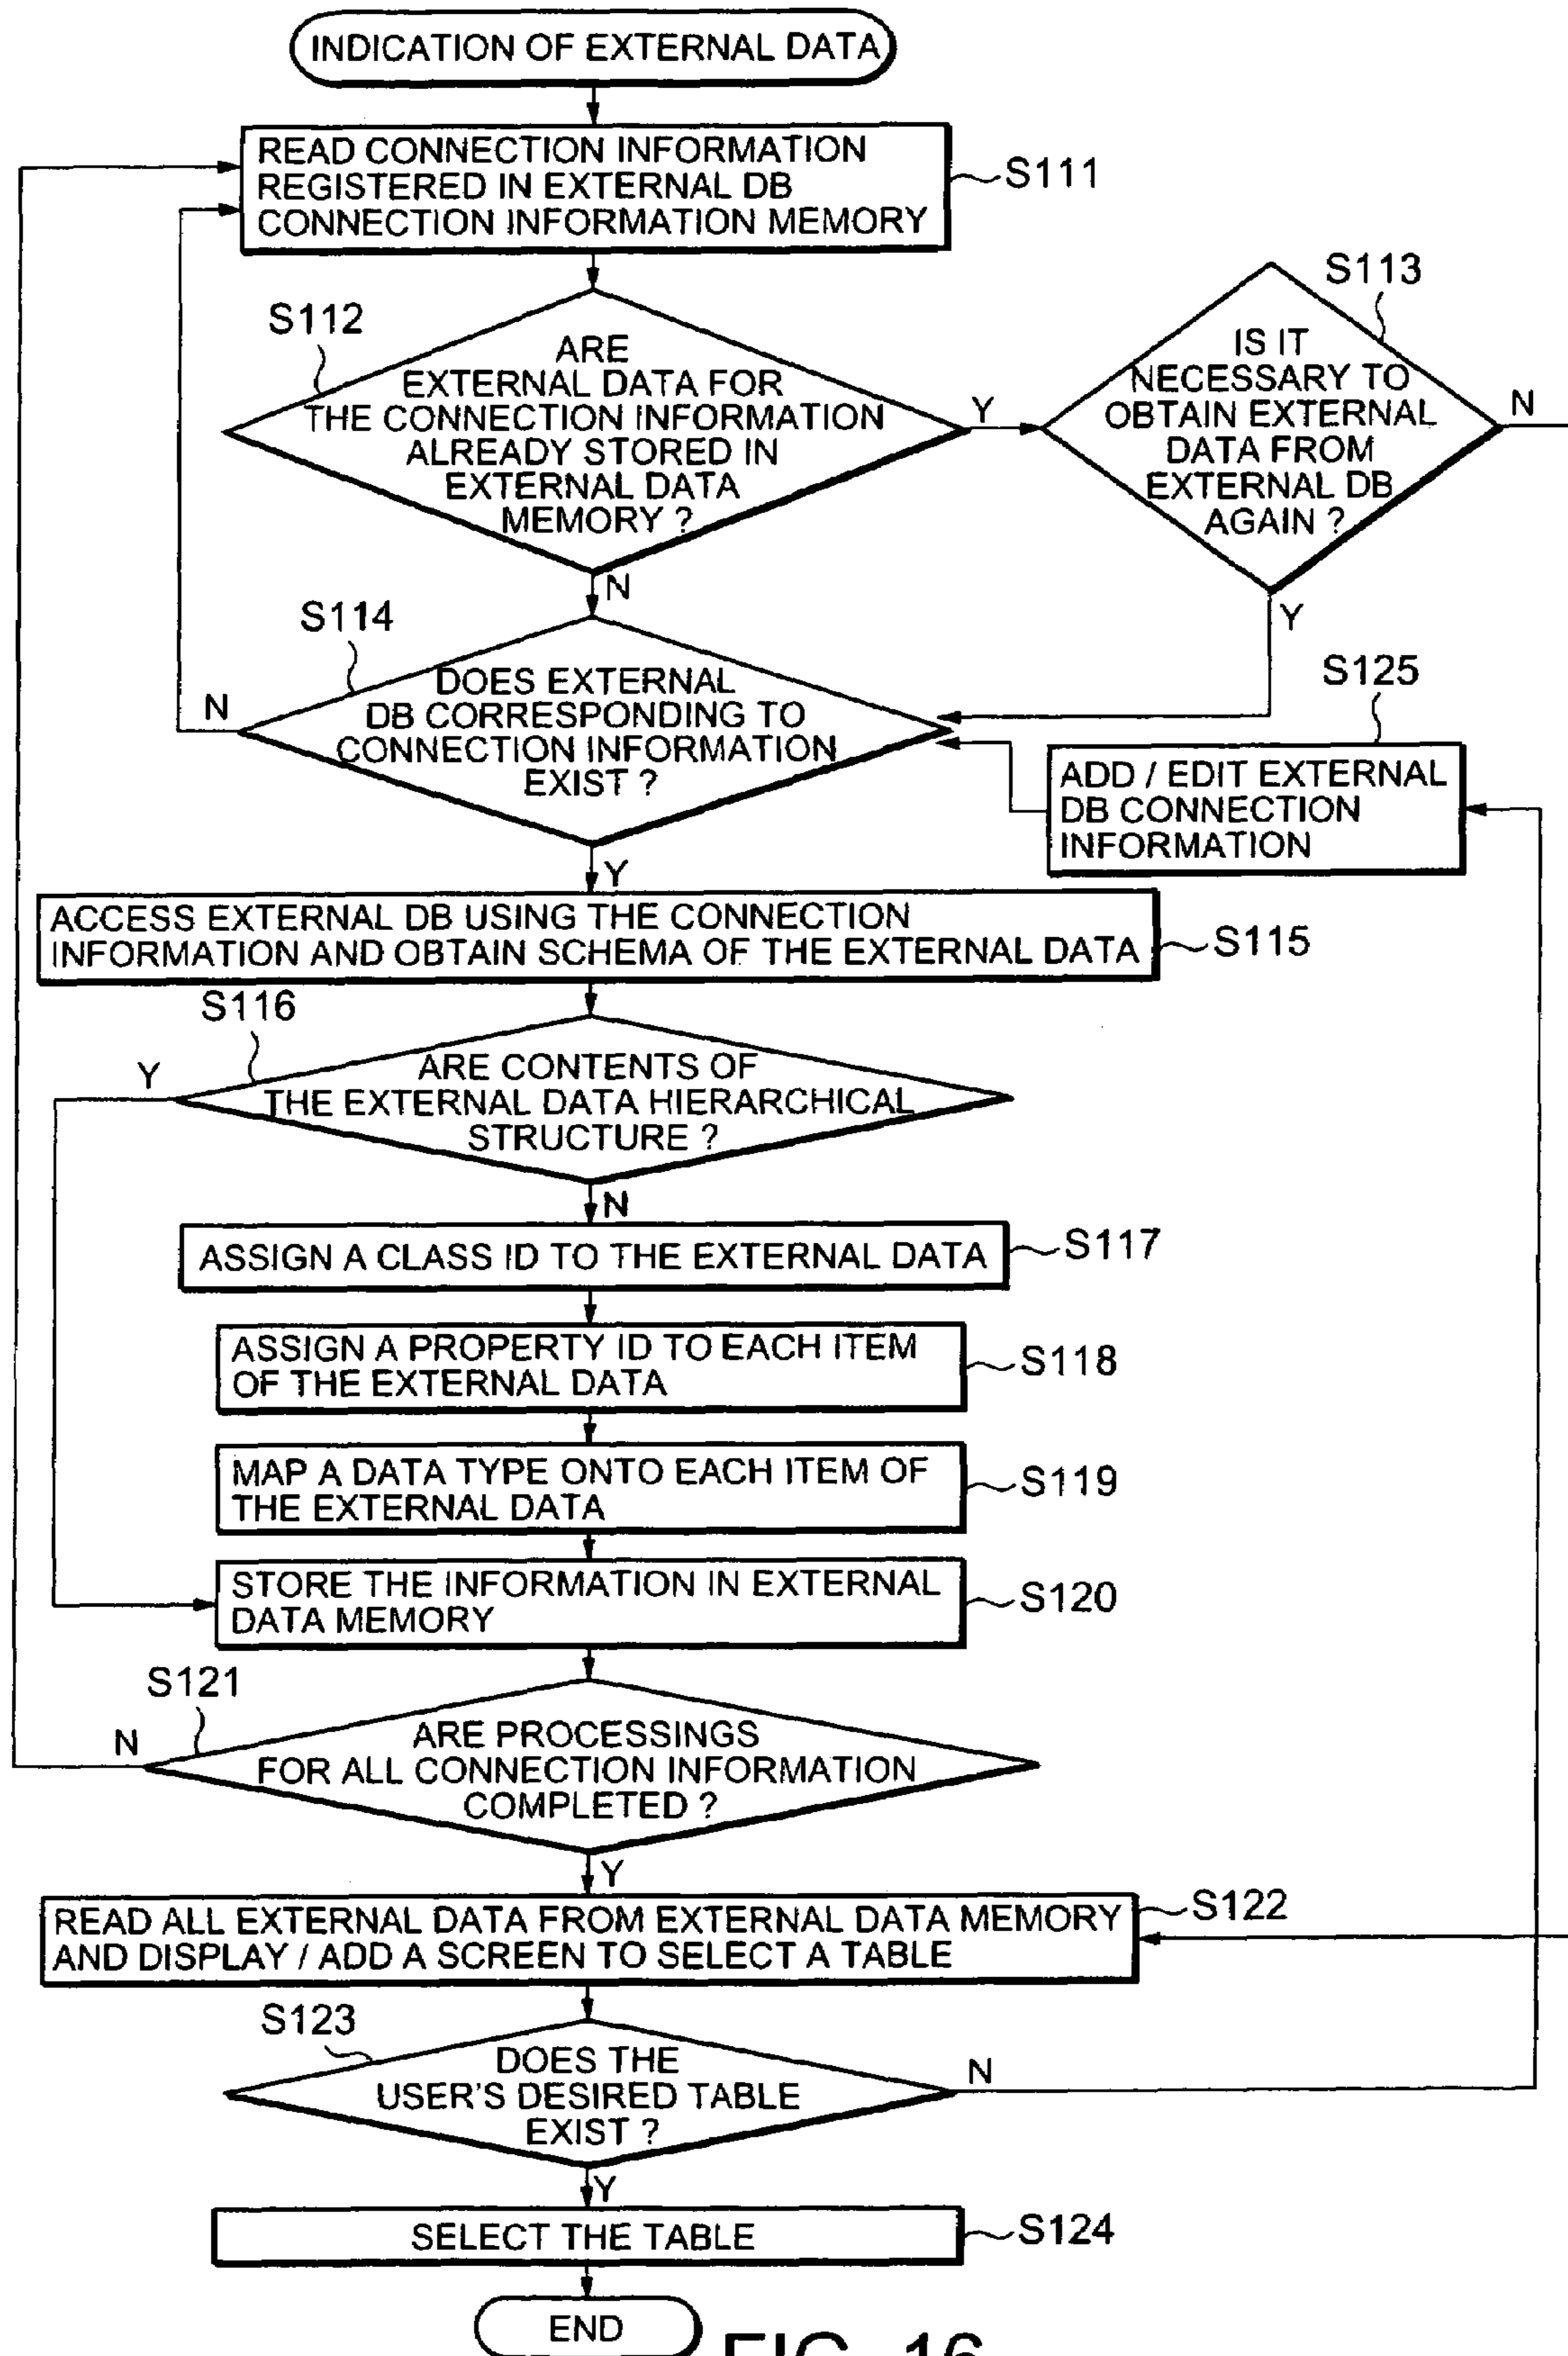 INDICATION OF EXTERNAL DATA
READ CONNECTION INFORMATION
REGISTERED IN EXTERNAL DB
CONNECTION INFORMATION MEMORY
S111
S112
ARE
EXTERNAL DATA FOR
THE CONNECTION INFORMATION
ALREADY STORED IN
EXTERNAL DATA
MEMORY ?
Y
N
S113
IS IT
NECESSARY TO
OBTAIN EXTERNAL
DATA FROM
EXTERNAL DB
AGAIN ?
N
Y
S114
DOES EXTERNAL
DB CORRESPONDING TO
CONNECTION INFORMATION
EXIST ?
N
Y
S125
ADD / EDIT EXTERNAL
DB CONNECTION
INFORMATION
ACCESS EXTERNAL DB USING THE CONNECTION
INFORMATION AND OBTAIN SCHEMA OF THE EXTERNAL DATA
S115
S116
ARE CONTENTS OF
THE EXTERNAL DATA HIERARCHICAL
STRUCTURE ?
Y
N
ASSIGN A CLASS ID TO THE EXTERNAL DATA
S117
ASSIGN A PROPERTY ID TO EACH ITEM
OF THE EXTERNAL DATA
S118
MAP A DATA TYPE ONTO EACH ITEM OF
THE EXTERNAL DATA
S119
STORE THE INFORMATION IN EXTERNAL
DATA MEMORY
S120
S121
ARE PROCESSINGS
FOR ALL CONNECTION INFORMATION
COMPLETED ?
N
Y
READ ALL EXTERNAL DATA FROM EXTERNAL DATA MEMORY
AND DISPLAY / ADD A SCREEN TO SELECT A TABLE
S122
S123
DOES THE
USER'S DESIRED TABLE
EXIST ?
N
Y
SELECT THE TABLE
S124
END
FIG. 16